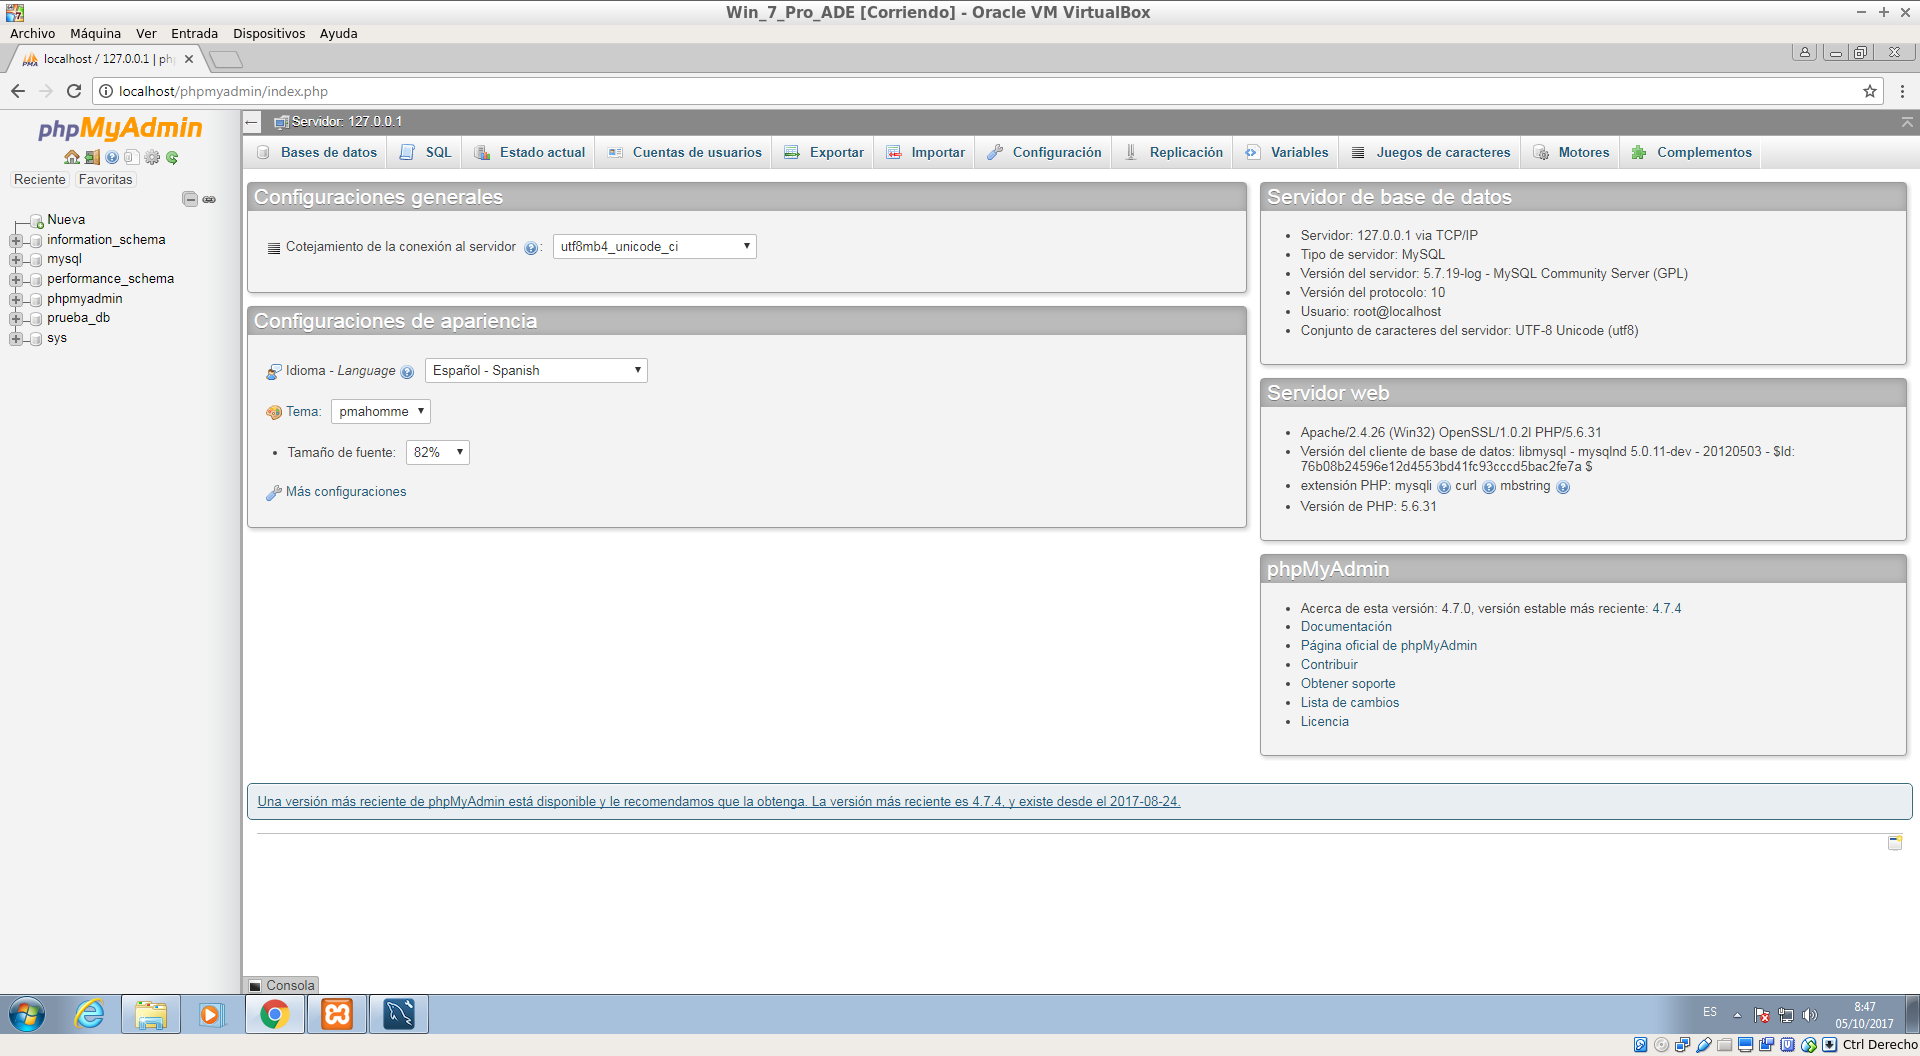 Win_7_Pro_ADE [Corriendo] - Oracle VM VirtualBox
Archivo Máquina Ver Entrada Dispositivos Ayuda
localhost / 127.0.0.1 | ph
localhost/phpmyadmin/index.php
phpMyAdmin
Reciente Favoritas
Nueva
information_schema
mysql
performance_schema
phpmyadmin
prueba_db
sys
Servidor: 127.0.0.1
Bases de datos SQL Estado actual Cuentas de usuarios Exportar Importar Configuración Replicación Variables Juegos de caracteres Motores Complementos
Configuraciones generales
Cotejamiento de la conexión al servidor : utf8mb4_unicode_ci
Configuraciones de apariencia
Idioma - Language Español - Spanish
Tema: pmahomme
Tamaño de fuente: 82%
Más configuraciones
Servidor de base de datos
Servidor: 127.0.0.1 via TCP/IP
Tipo de servidor: MySQL
Versión del servidor: 5.7.19-log - MySQL Community Server (GPL)
Versión del protocolo: 10
Usuario: root@localhost
Conjunto de caracteres del servidor: UTF-8 Unicode (utf8)
Servidor web
Apache/2.4.26 (Win32) OpenSSL/1.0.2l PHP/5.6.31
Versión del cliente de base de datos: libmysql - mysqlnd 5.0.11-dev - 20120503 - $Id:
76b08b24596e12d4553bd41fc93cccd5bac2fe7a $
extensión PHP: mysqli curl mbstring
Versión de PHP: 5.6.31
phpMyAdmin
Acerca de esta versión: 4.7.0, versión estable más reciente: 4.7.4
Documentación
Página oficial de phpMyAdmin
Contribuir
Obtener soporte
Lista de cambios
Licencia
Una versión más reciente de phpMyAdmin está disponible y le recomendamos que la obtenga. La versión más reciente es 4.7.4, y existe desde el 2017-08-24.
Consola
ES
8:47
05/10/2017
Ctrl Derecho